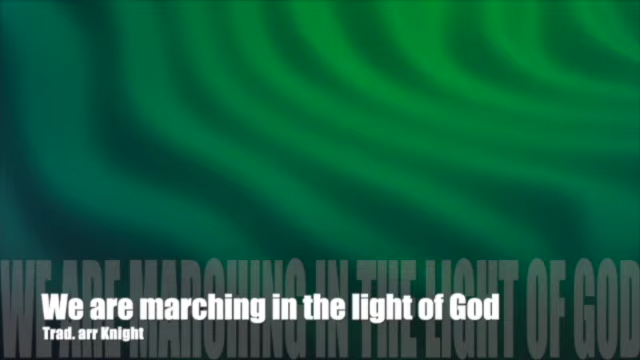 WE ARE MARCHING IN THE LIGHT OF GOD
We are marching in the light of God
Trad. arr Knight